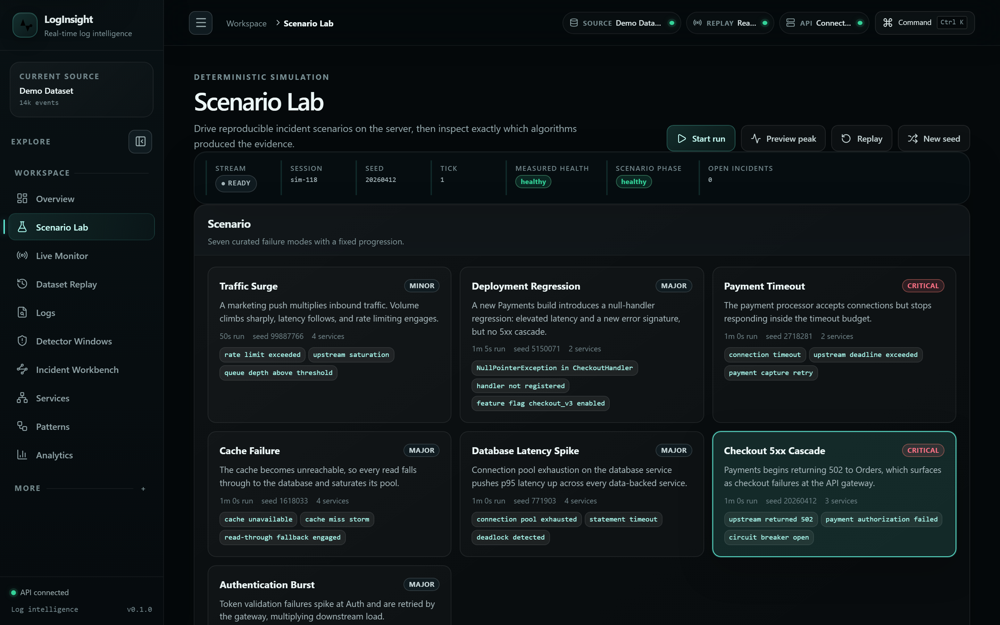 LogInsight
Real-time log intelligence
CURRENT SOURCE
Demo Dataset
14k events
EXPLORE
WORKSPACE
Overview
Scenario Lab
Live Monitor
Dataset Replay
Logs
Detector Windows
Incident Workbench
Services
Patterns
Analytics
MORE +
API connected
Log intelligence v0.1.0
Workspace > Scenario Lab
SOURCE Demo Data...
REPLAY Rea...
API Connect...
Command Ctrl K
DETERMINISTIC SIMULATION
Scenario Lab
Drive reproducible incident scenarios on the server, then inspect exactly which algorithms
produced the evidence.
Start run
Preview peak
Replay
New seed
STREAM
READY
SESSION
sim-118
SEED
20260412
TICK
1
MEASURED HEALTH
healthy
SCENARIO PHASE
healthy
OPEN INCIDENTS
0
Scenario
Seven curated failure modes with a fixed progression.
Traffic Surge MINOR
A marketing push multiplies inbound traffic. Volume
climbs sharply, latency follows, and rate limiting engages.
50s run seed 99887766 4 services
rate limit exceeded upstream saturation
queue depth above threshold
Deployment Regression MAJOR
A new Payments build introduces a null-handler
regression: elevated latency and a new error signature,
but no 5xx cascade.
1m 5s run seed 5150071 2 services
NullPointerException in CheckoutHandler
handler not registered
feature flag checkout_v3 enabled
Payment Timeout CRITICAL
The payment processor accepts connections but stops
responding inside the timeout budget.
1m 0s run seed 2718281 2 services
connection timeout upstream deadline exceeded
payment capture retry
Cache Failure MAJOR
The cache becomes unreachable, so every read falls
through to the database and saturates its pool.
1m 0s run seed 1618033 4 services
cache unavailable cache miss storm
read-through fallback engaged
Database Latency Spike MAJOR
Connection pool exhaustion on the database service
pushes p95 latency up across every data-backed service.
1m 0s run seed 771903 4 services
connection pool exhausted statement timeout
deadlock detected
Checkout 5xx Cascade CRITICAL
Payments begins returning 502 to Orders, which surfaces
as checkout failures at the API gateway.
1m 0s run seed 20260412 3 services
upstream returned 502 payment authorization failed
circuit breaker open
Authentication Burst MAJOR
Token validation failures spike at Auth and are retried by
the gateway, multiplying downstream load.